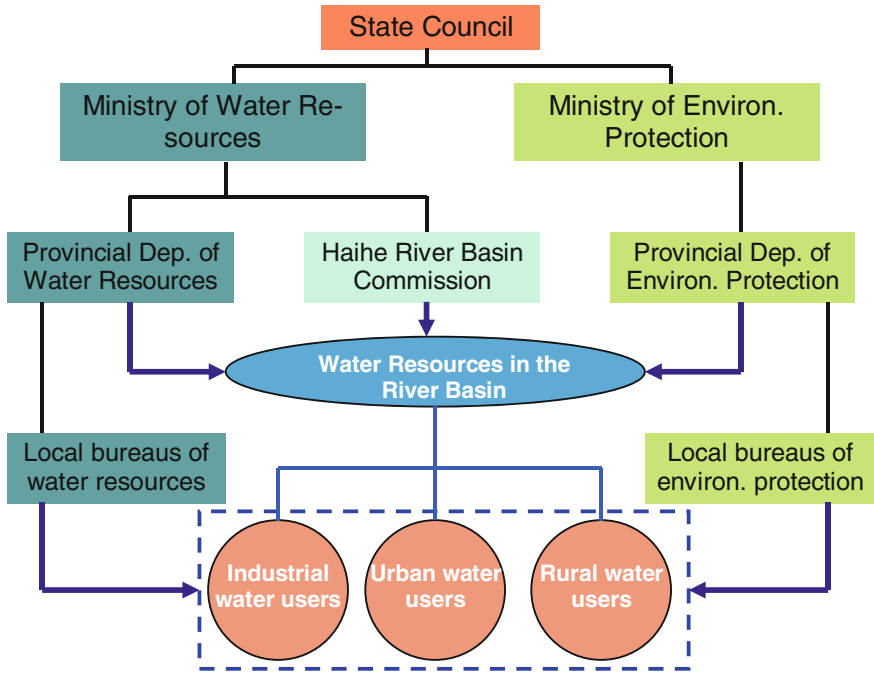 State Council
Ministry of Water Re-
sources
Ministry of Environ.
Protection
Provincial Dep. of
Water Resources
Haihe River Basin
Commission
Provincial Dep. of
Environ. Protection
Water Resources in the
River Basin
Local bureaus of
water resources
Local bureaus of
environ. protection
Industrial
water users
Urban water
users
Rural water
users